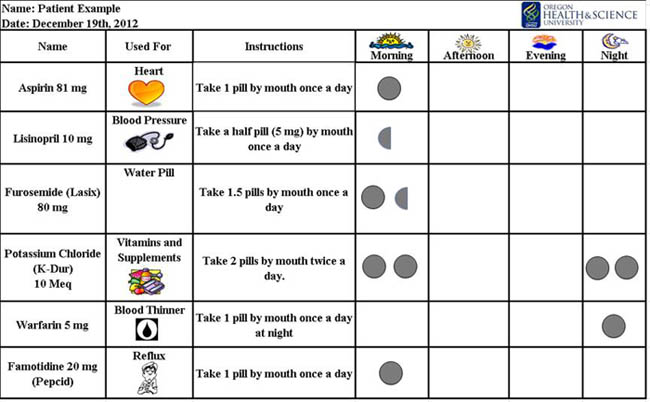 Name: Patient Example
Date: December 19th, 2012
OREGON
HEALTH&SCIENCE
UNIVERSITY
Name
Used For
Instructions
Morning
Afternoon
Evening
Night
Aspirin 81 mg
Heart
Take 1 pill by mouth once a day
Lisinopril 10 mg
Blood Pressure
Take a half pill (5 mg) by mouth
once a day
Furosemide (Lasix)
80 mg
Water Pill
Take 1.5 pills by mouth once a
day
Potassium Chloride
(K-Dur)
10 Meq
Vitamins and
Supplements
Take 2 pills by mouth twice a
day.
Warfarin 5 mg
Blood Thinner
Take 1 pill by mouth once a day
at night
Famotidine 20 mg
(Pepcid)
Reflux
Take 1 pill by mouth once a day